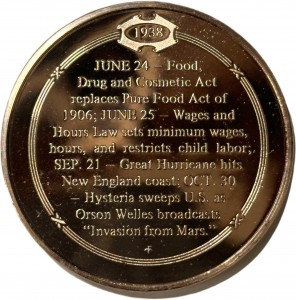 1938
JUNE 24 – Food,
Drug and Cosmetic Act
replaces Pure Food Act of
1906; JUNE 25 – Wages and
Hours Law sets minimum wages,
hours, and restricts child labor;
SEP. 21 – Great Hurricane hits
New England coast; OCT. 30
– Hysteria sweeps U.S. as
Orson Welles broadcasts
“Invasion from Mars.”